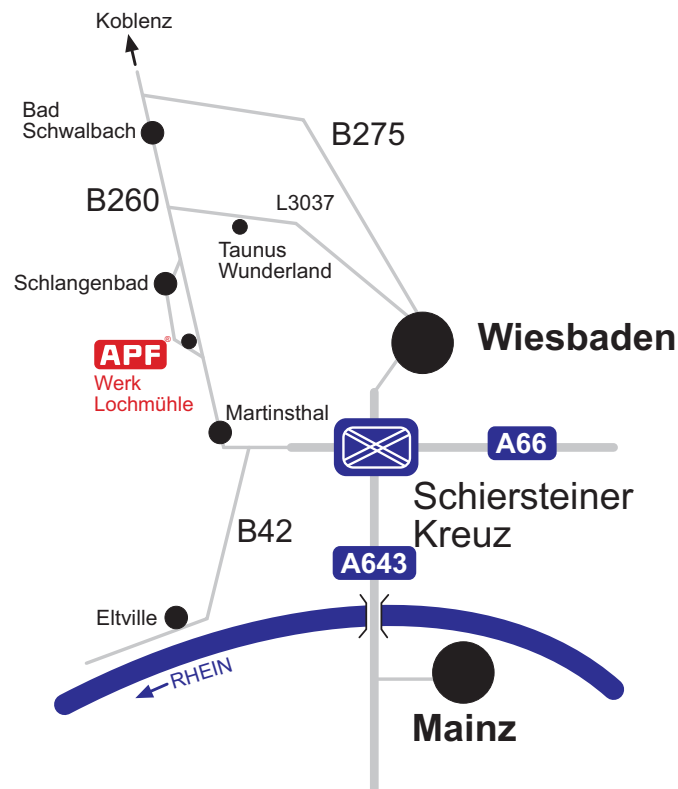 Koblenz
Bad
Schwalbach
B275
B260
L3037
Taunus
Wunderland
Schlangenbad
Wiesbaden
APF®
Werk
Lochmühle
Martinsthal
A66
Schiersteiner
Kreuz
B42
A643
Eltville
RHEIN
Mainz